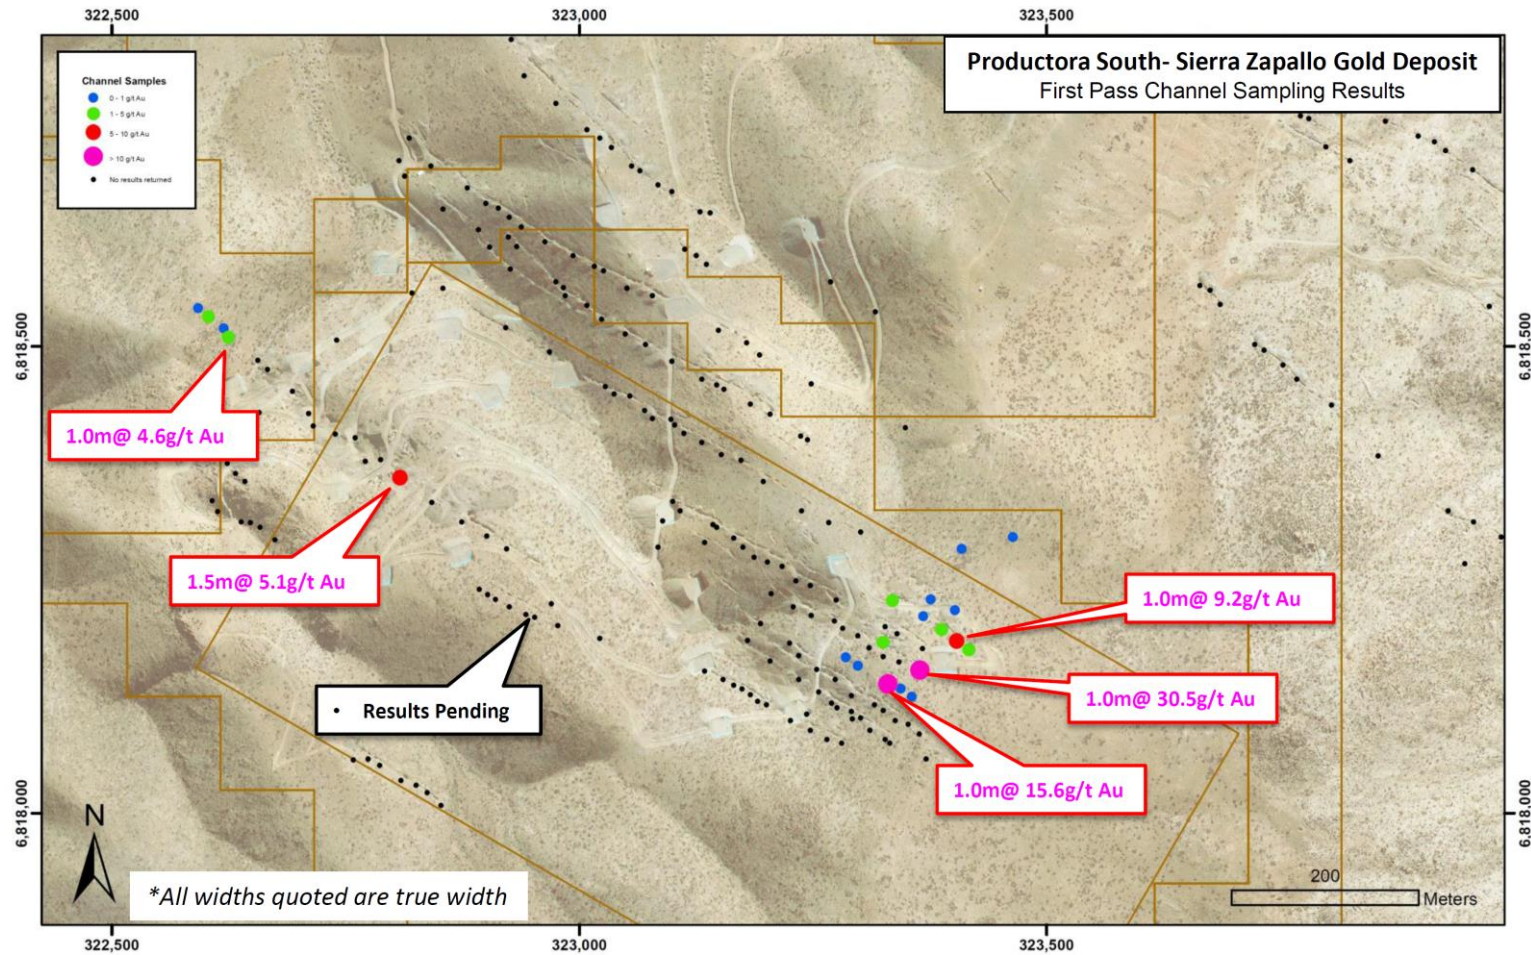 322,500
323,000
323,500
Productora South- Sierra Zapallo Gold Deposit
First Pass Channel Sampling Results
Channel Samples
0 - 1 g/t Au
1 - 5 g/t Au
5 - 10 g/t Au
> 10 g/t Au
No results returned
6,818,500
6,818,500
1.0m@ 4.6g/t Au
1.5m@ 5.1g/t Au
1.0m@ 9.2g/t Au
1.0m@ 30.5g/t Au
Results Pending
1.0m@ 15.6g/t Au
6,818,000
6,818,000
N
*All widths quoted are true width
200
Meters
322,500
323,000
323,500